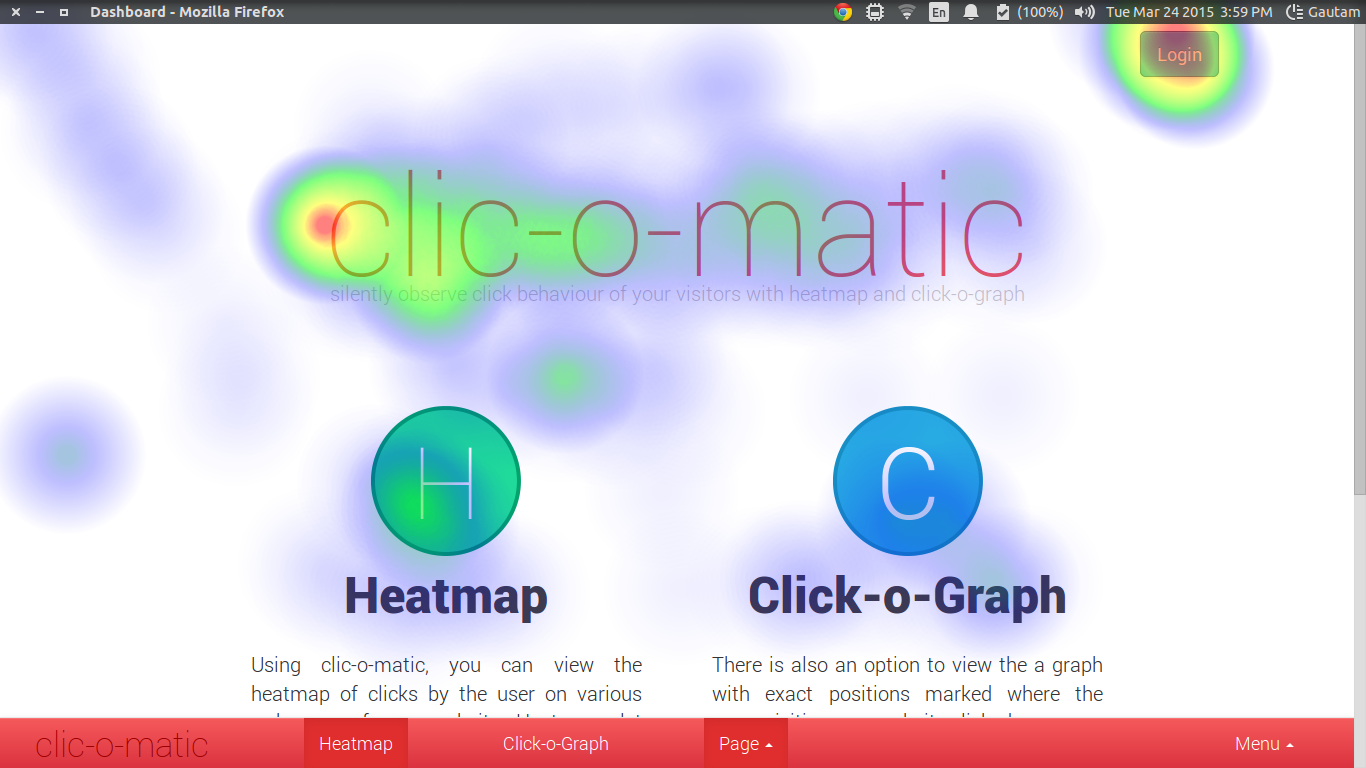 Dashboard - Mozilla Firefox
En
(100%)
Tue Mar 24 2015 3:59 PM
Gautam
Login
clic-o-matic
silently observe click behaviour of your visitors with heatmap and click-o-graph
H
C
Heatmap
Click-o-Graph
Using clic-o-matic, you can view the
heatmap of clicks by the user on various
There is also an option to view the a graph
with exact positions marked where the
clic-o-matic
Heatmap
Click-o-Graph
Page
Menu